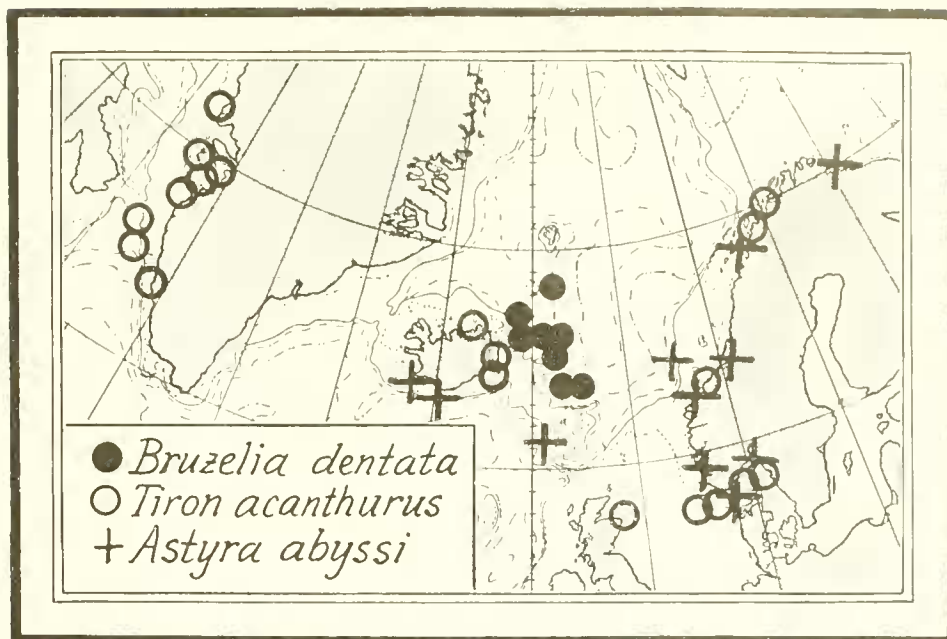 ● Bruzelia dentata
○ Tiron acanthurus
+ Astyra abyssi